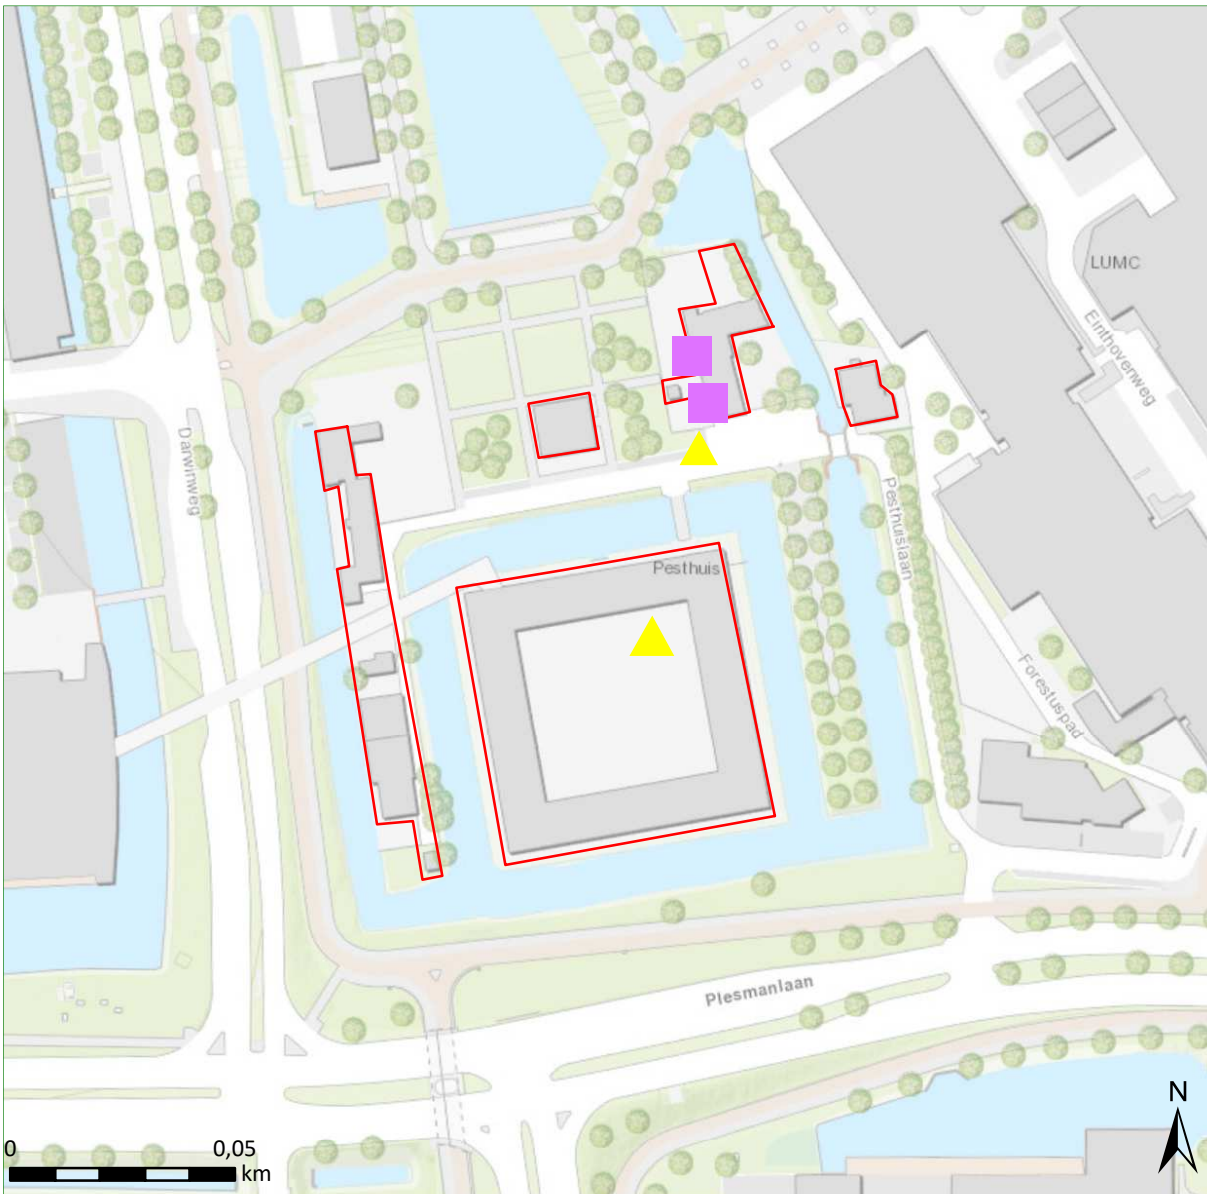 LUMC
Einthovenweg
Darwinweg
Pesthuislaan
Pesthuis
Forestuspad
Plesmanlaan
N
0 0,05
km